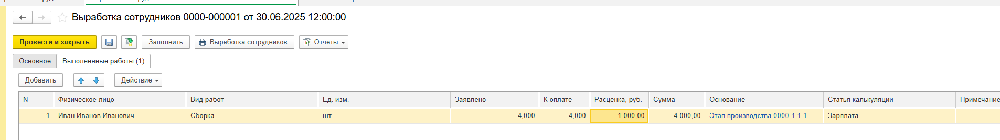 Выработка сотрудников 0000-000001 от 30.06.2025 12:00:00
Провести и закрыть Заполнить Выработка сотрудников Отчеты
Основное Выполненные работы (1)
Добавить Действие
N Физическое лицо Вид работ Ед. изм. Заявлено К оплате Расценка, руб. Сумма Основание Статья калькуляции Примечание
1 Иван Иванов Иванович Сборка шт 4,000 4,000 1 000,00 4 000,00 Этап производства 0000-1.1.1 ... Зарплата